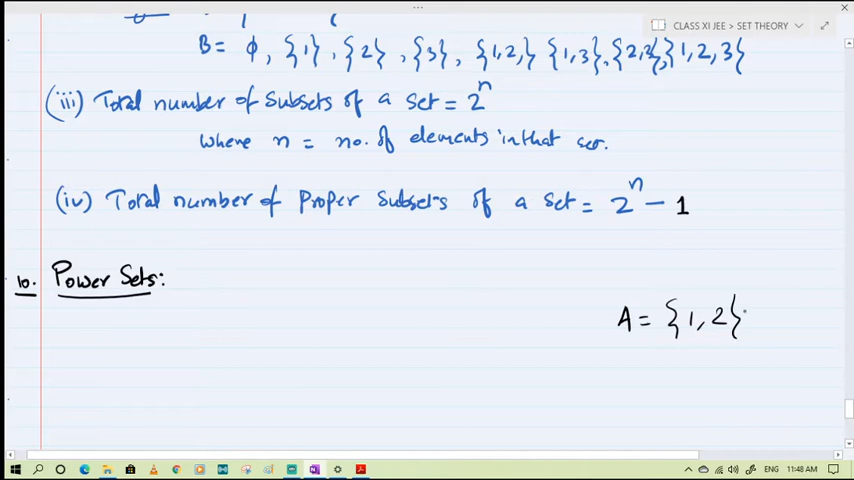 CLASS XI JEE > SET THEORY
B = φ, {1}, {2}, {3}, {1,2,} {1,3}, {2,3}, {1,2,3}
(iii) Total number of Subsets of a set = 2^n
where n = no. of elements in that set.
(iv) Total number of Proper Subsets of a set = 2^n - 1
10. Power Sets:
A = {1, 2}
ENG 11:48 AM